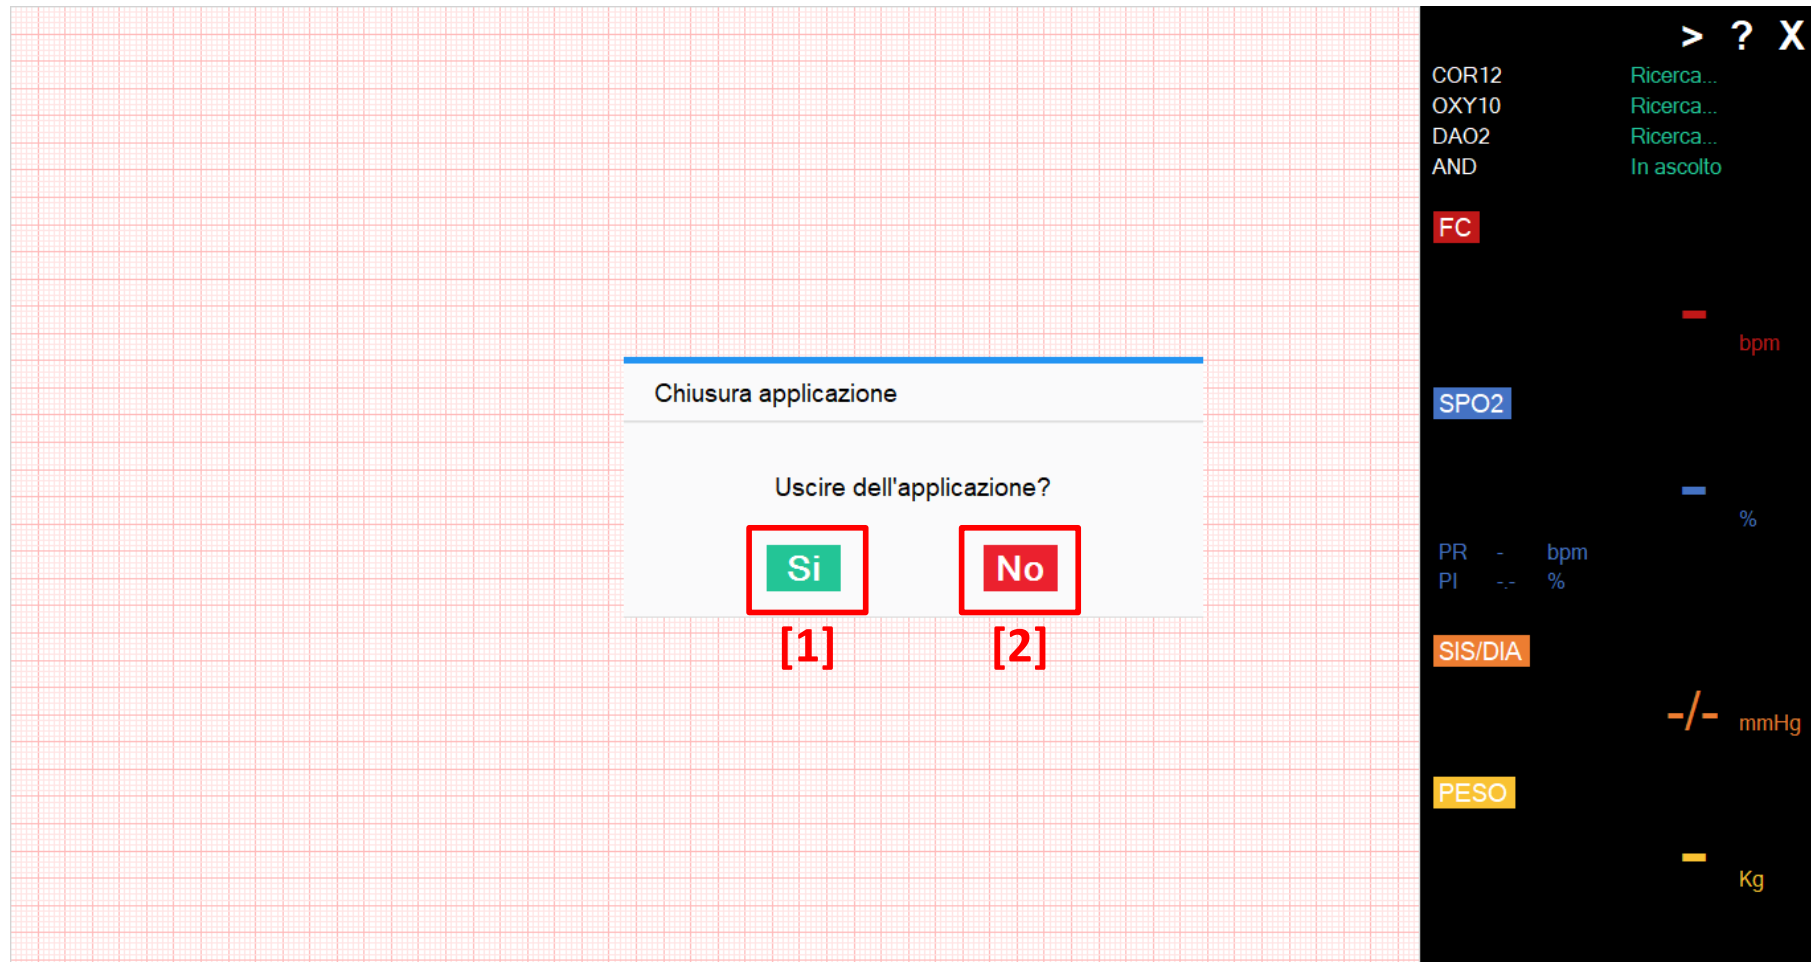 > ? X
COR12 Ricerca...
OXY10 Ricerca...
DAO2 Ricerca...
AND In ascolto
FC
-
bpm
Chiusura applicazione
Uscire dell'applicazione?
Si No
[1] [2]
SPO2
-
%
PR - bpm
PI -.- %
SIS/DIA
-/- mmHg
PESO
-
Kg